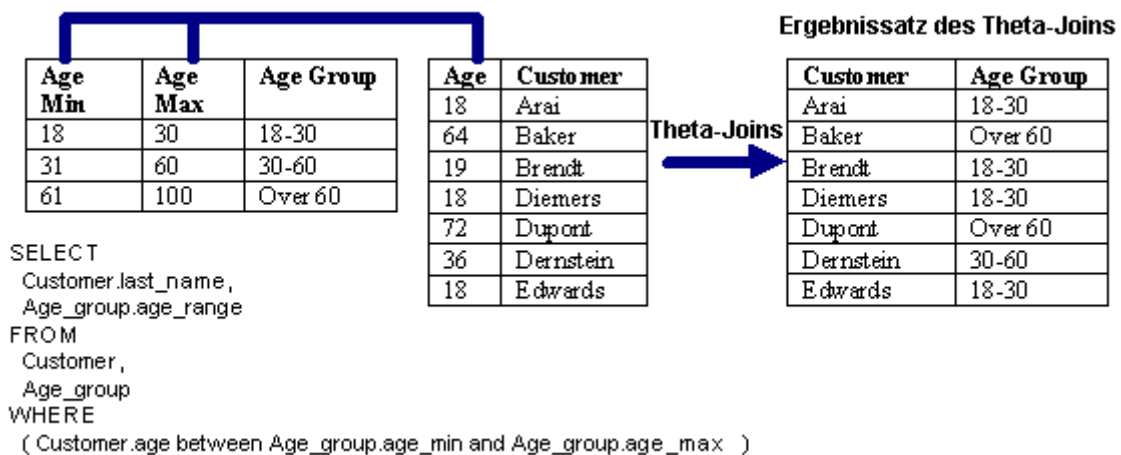 Ergebnissatz des Theta-Joins
Age Min Age Max Age Group
18 30 18-30
31 60 30-60
61 100 Over 60
Age Customer
18 Arai
64 Baker
19 Brendt
18 Diemers
72 Dupont
36 Dernstein
18 Edwards
Theta-Joins
Customer Age Group
Arai 18-30
Baker Over 60
Brendt 18-30
Diemers 18-30
Dupont Over 60
Dernstein 30-60
Edwards 18-30
SELECT
Customer.last_name,
Age_group.age_range
FROM
Customer,
Age_group
WHERE
( Customer.age between Age_group.age_min and Age_group.age_max )